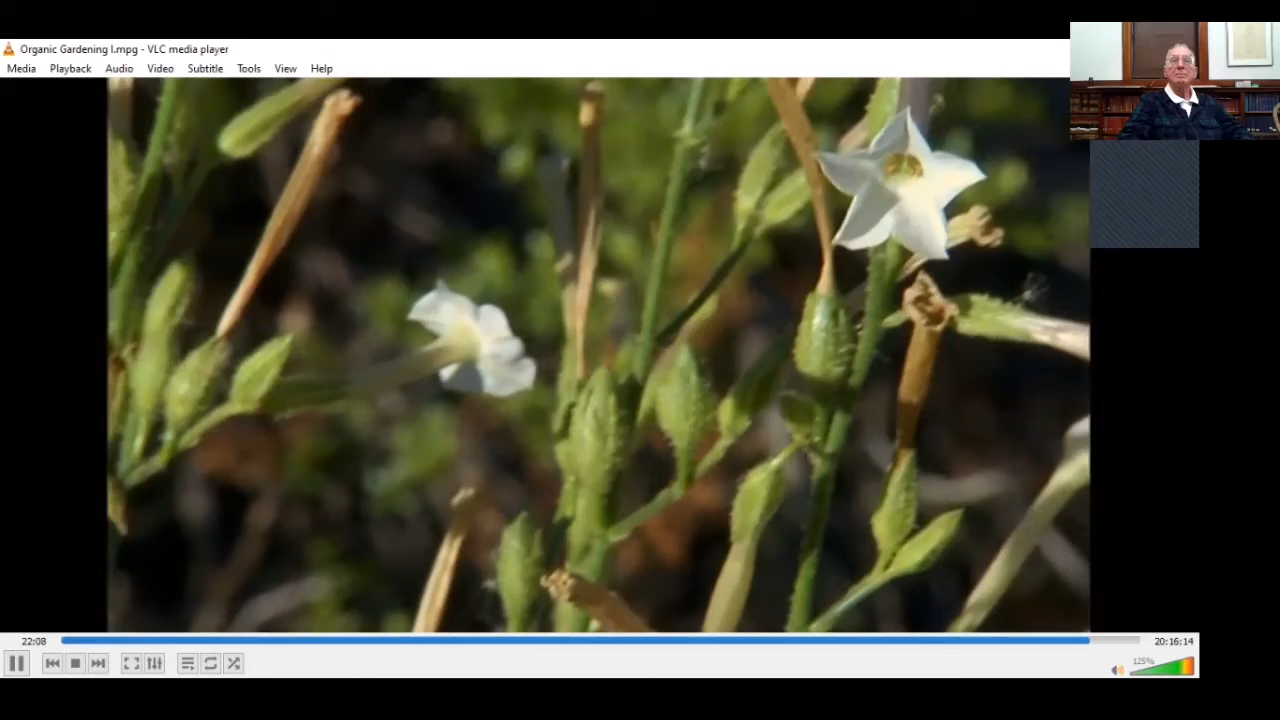 Organic Gardening I.mpg - VLC media player
Media Playback Audio Video Subtitle Tools View Help
22:08 20:16:14
125%